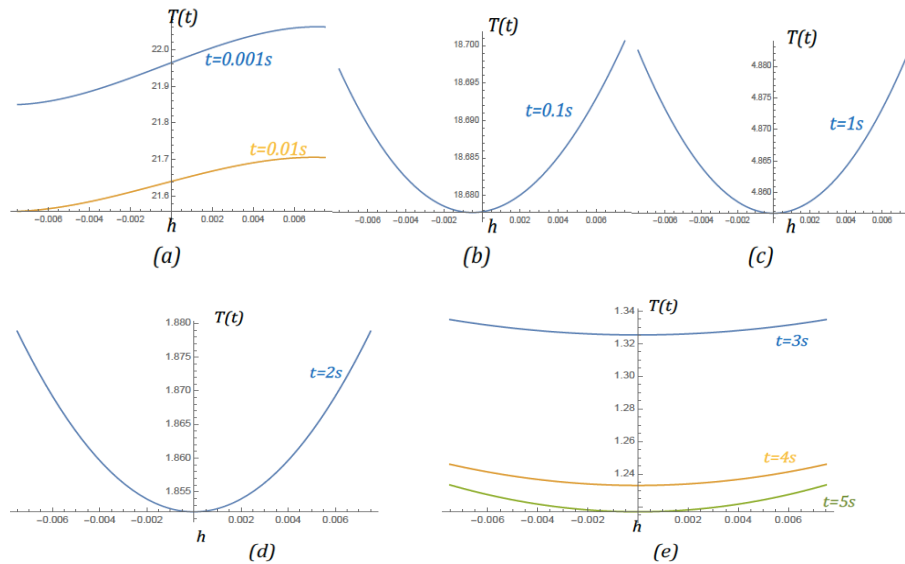 T(t)
22.0
21.9
21.8
21.7
21.6
t=0.001s
t=0.01s
−0.006 −0.002 0.002 0.004 0.006
h
(a)
T(t)
18.700
18.695
18.690
18.685
18.680
t=0.1s
−0.006 −0.002 0.002 0.004 0.006
h
(b)
T(t)
4.880
4.875
4.870
4.865
4.860
t=1s
−0.006 −0.002 0.002 0.004 0.006
h
(c)
T(t)
1.880
1.875
1.870
1.865
1.860
1.855
t=2s
−0.006 −0.004 −0.002 0.002 0.004 0.006
h
(d)
T(t)
1.34
1.32
1.30
1.28
1.26
1.24
t=3s
t=4s
t=5s
−0.006 −0.004 −0.002 0.002 0.004 0.006
h
(e)